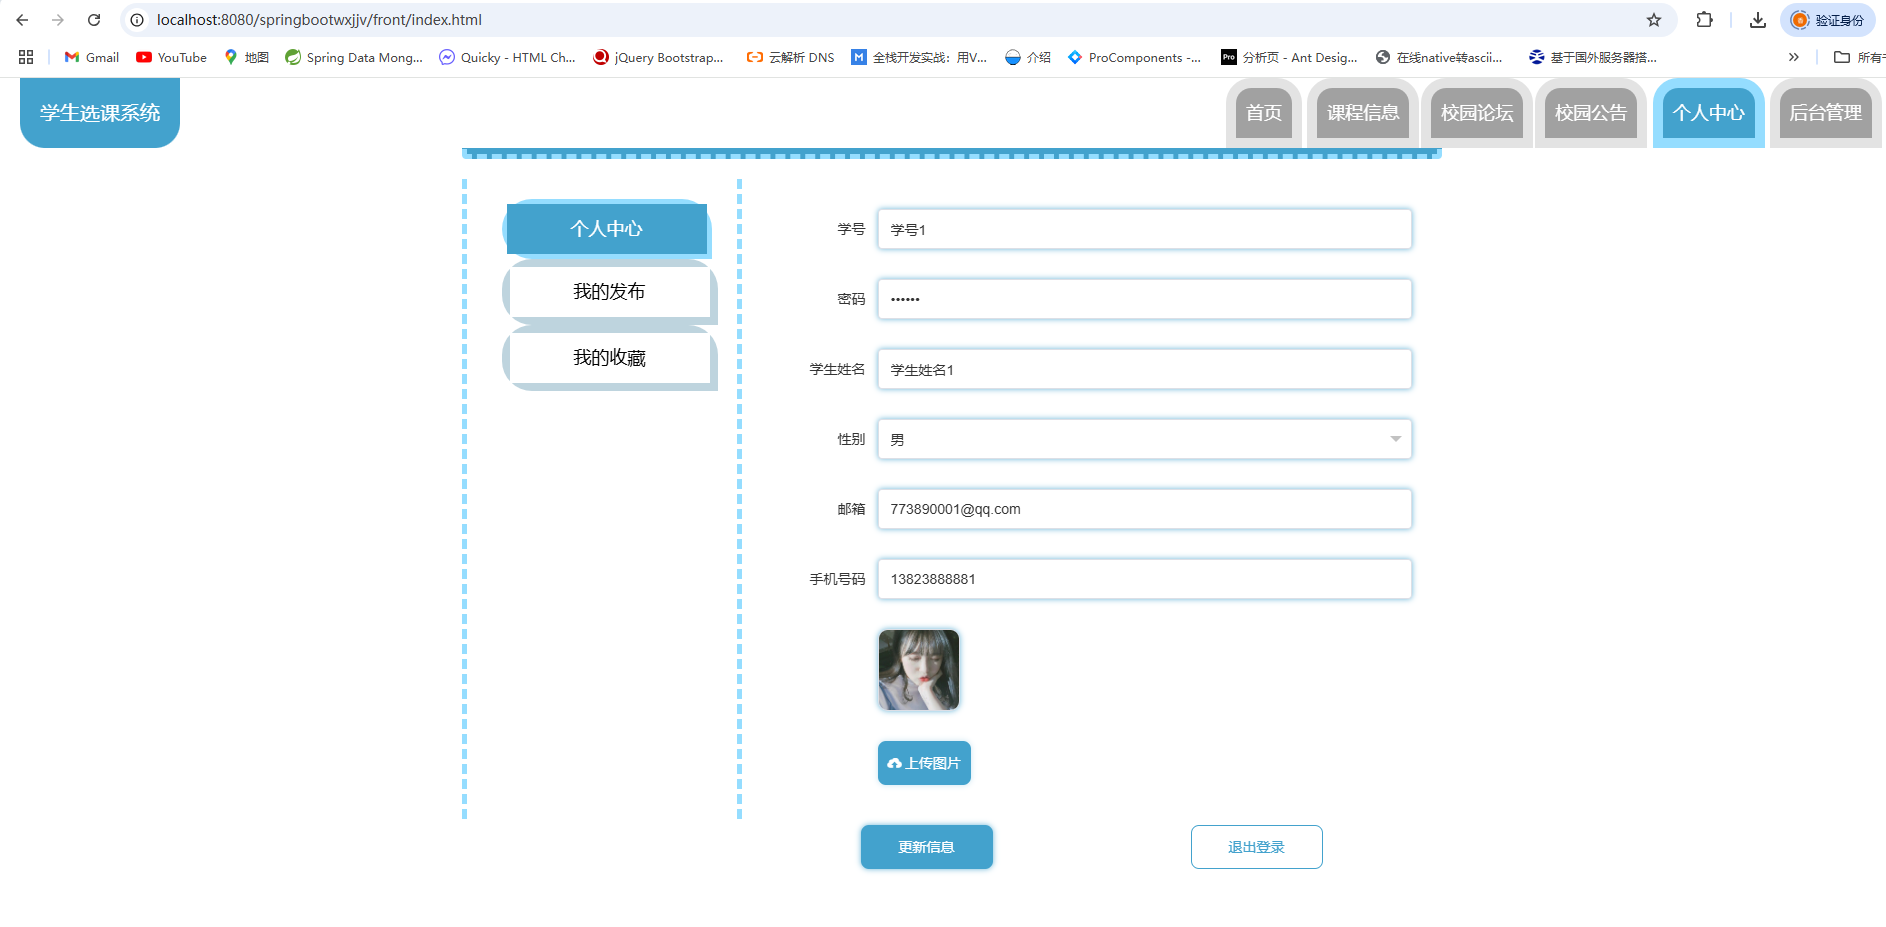 localhost:8080/springbootwxjjv/front/index.html
验证身份
Gmail
YouTube
地图
Spring Data Mong...
Quicky - HTML Ch...
jQuery Bootstrap...
云解析 DNS
全栈开发实战：用V...
介绍
ProComponents -...
Pro
分析页 - Ant Desig...
在线native转ascii...
基于国外服务器搭...
学生选课系统
首页
课程信息
校园论坛
校园公告
个人中心
后台管理
个人中心
我的发布
我的收藏
学号
学号1
密码
••••••
学生姓名
学生姓名1
性别
男
邮箱
773890001@qq.com
手机号码
13823888881
上传图片
更新信息
退出登录